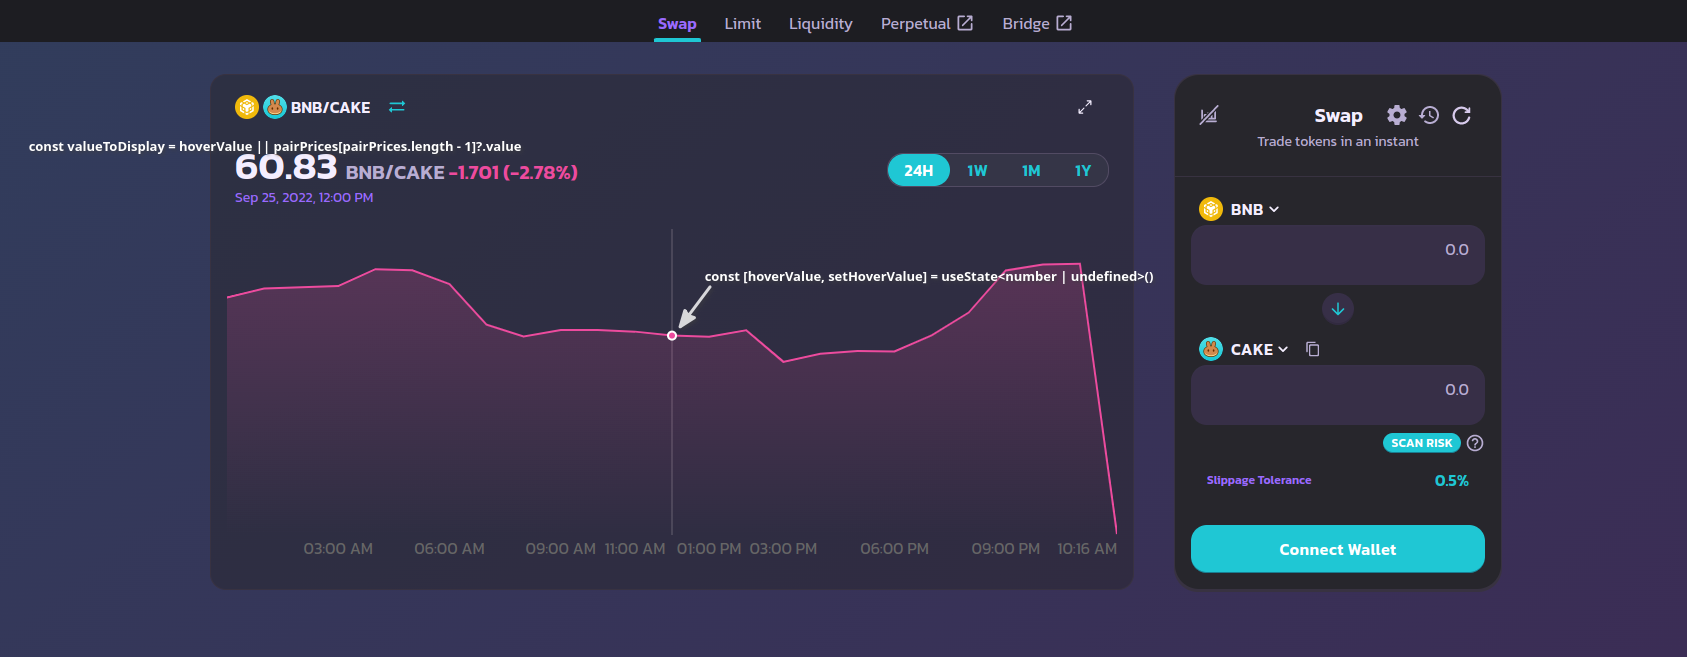 Swap Limit Liquidity Perpetual Bridge
BNB/CAKE
const valueToDisplay = hoverValue || pairPrices[pairPrices.length - 1]?.value
60.83 BNB/CAKE -1.701 (-2.78%)
Sep 25, 2022, 12:00 PM
24H 1W 1M 1Y
const [hoverValue, setHoverValue] = useState<number | undefined>()
03:00 AM 06:00 AM 09:00 AM 11:00 AM 01:00 PM 03:00 PM 06:00 PM 09:00 PM 10:16 AM
Swap
Trade tokens in an instant
BNB
0.0
CAKE
0.0
SCAN RISK ?
Slippage Tolerance 0.5%
Connect Wallet